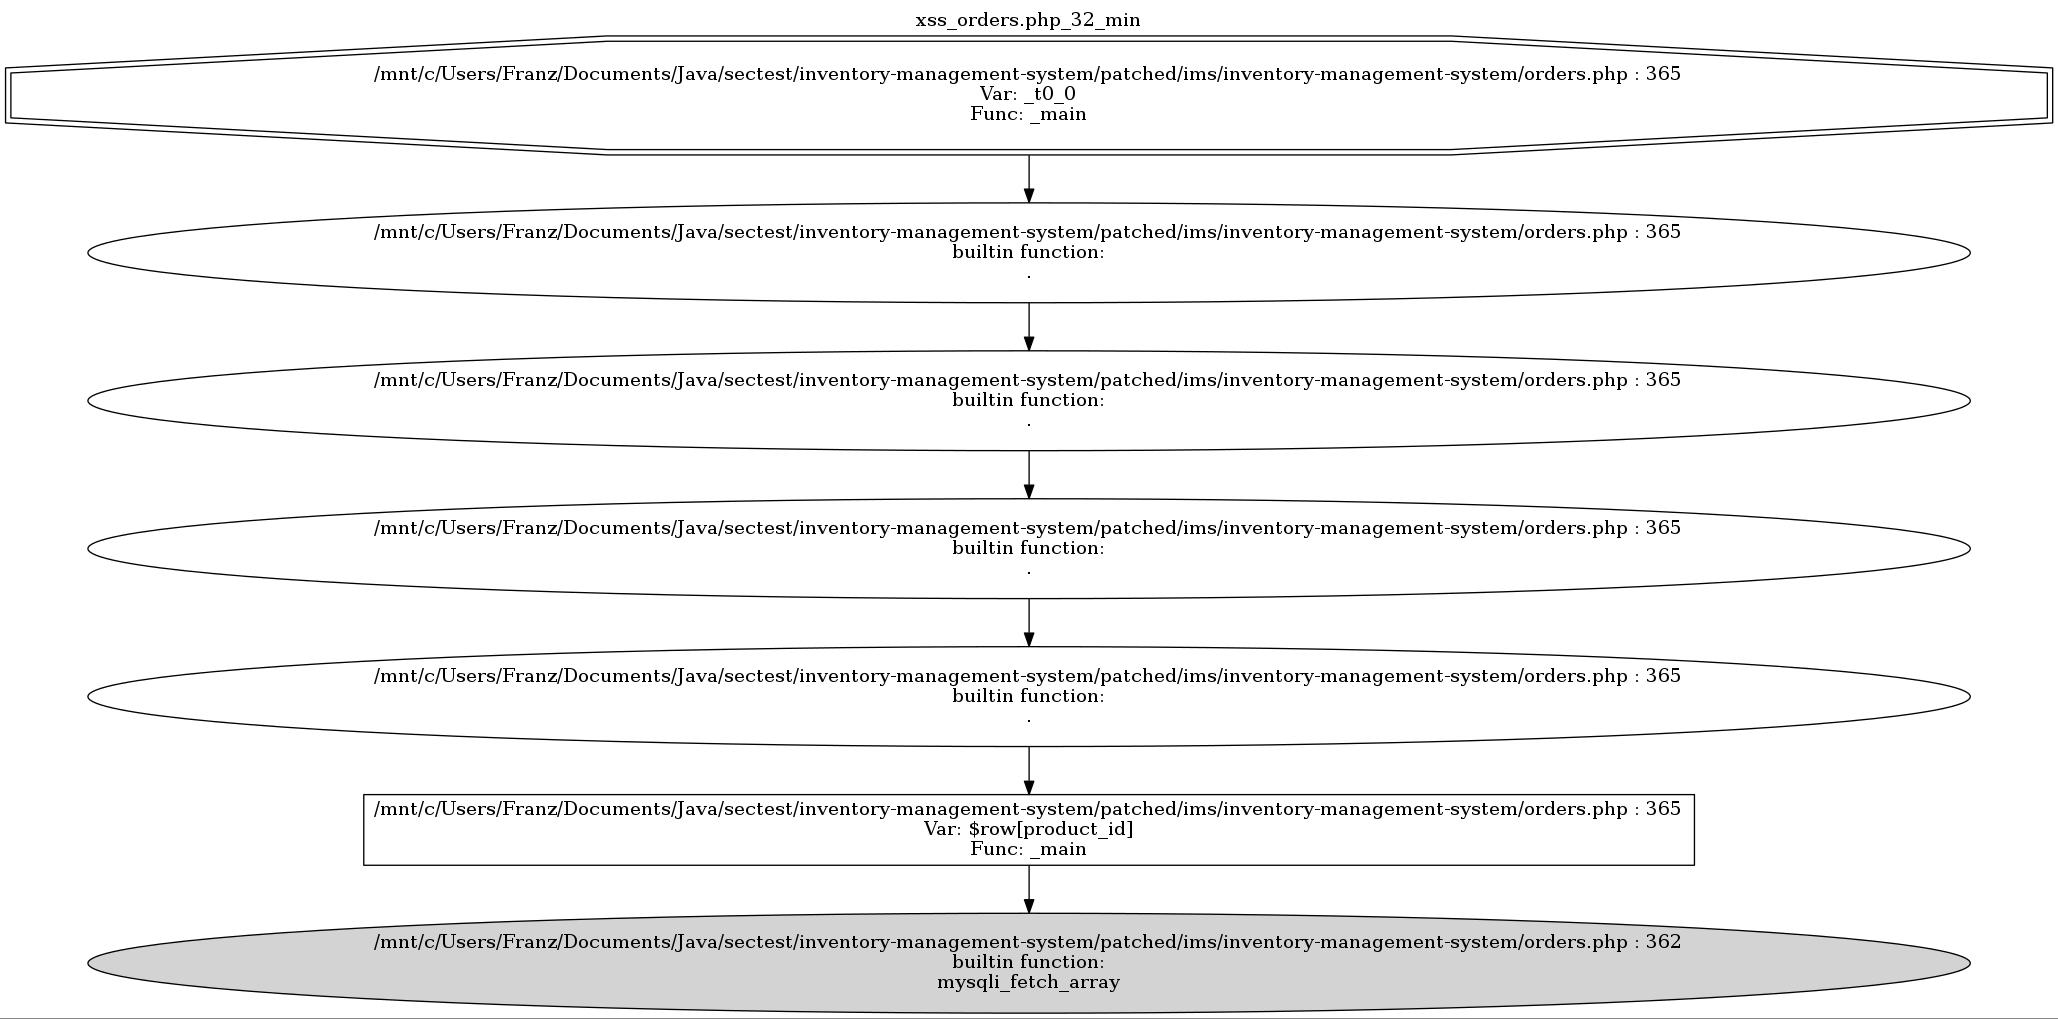 xss_orders.php_32_min
/mnt/c/Users/Franz/Documents/Java/sectest/inventory-management-system/patched/ims/inventory-management-system/orders.php : 365
Var: _t0_0
Func: _main
/mnt/c/Users/Franz/Documents/Java/sectest/inventory-management-system/patched/ims/inventory-management-system/orders.php : 365
builtin function:
.
/mnt/c/Users/Franz/Documents/Java/sectest/inventory-management-system/patched/ims/inventory-management-system/orders.php : 365
builtin function:
.
/mnt/c/Users/Franz/Documents/Java/sectest/inventory-management-system/patched/ims/inventory-management-system/orders.php : 365
builtin function:
.
/mnt/c/Users/Franz/Documents/Java/sectest/inventory-management-system/patched/ims/inventory-management-system/orders.php : 365
builtin function:
.
/mnt/c/Users/Franz/Documents/Java/sectest/inventory-management-system/patched/ims/inventory-management-system/orders.php : 365
Var: $row[product_id]
Func: _main
/mnt/c/Users/Franz/Documents/Java/sectest/inventory-management-system/patched/ims/inventory-management-system/orders.php : 362
builtin function:
mysqli_fetch_array